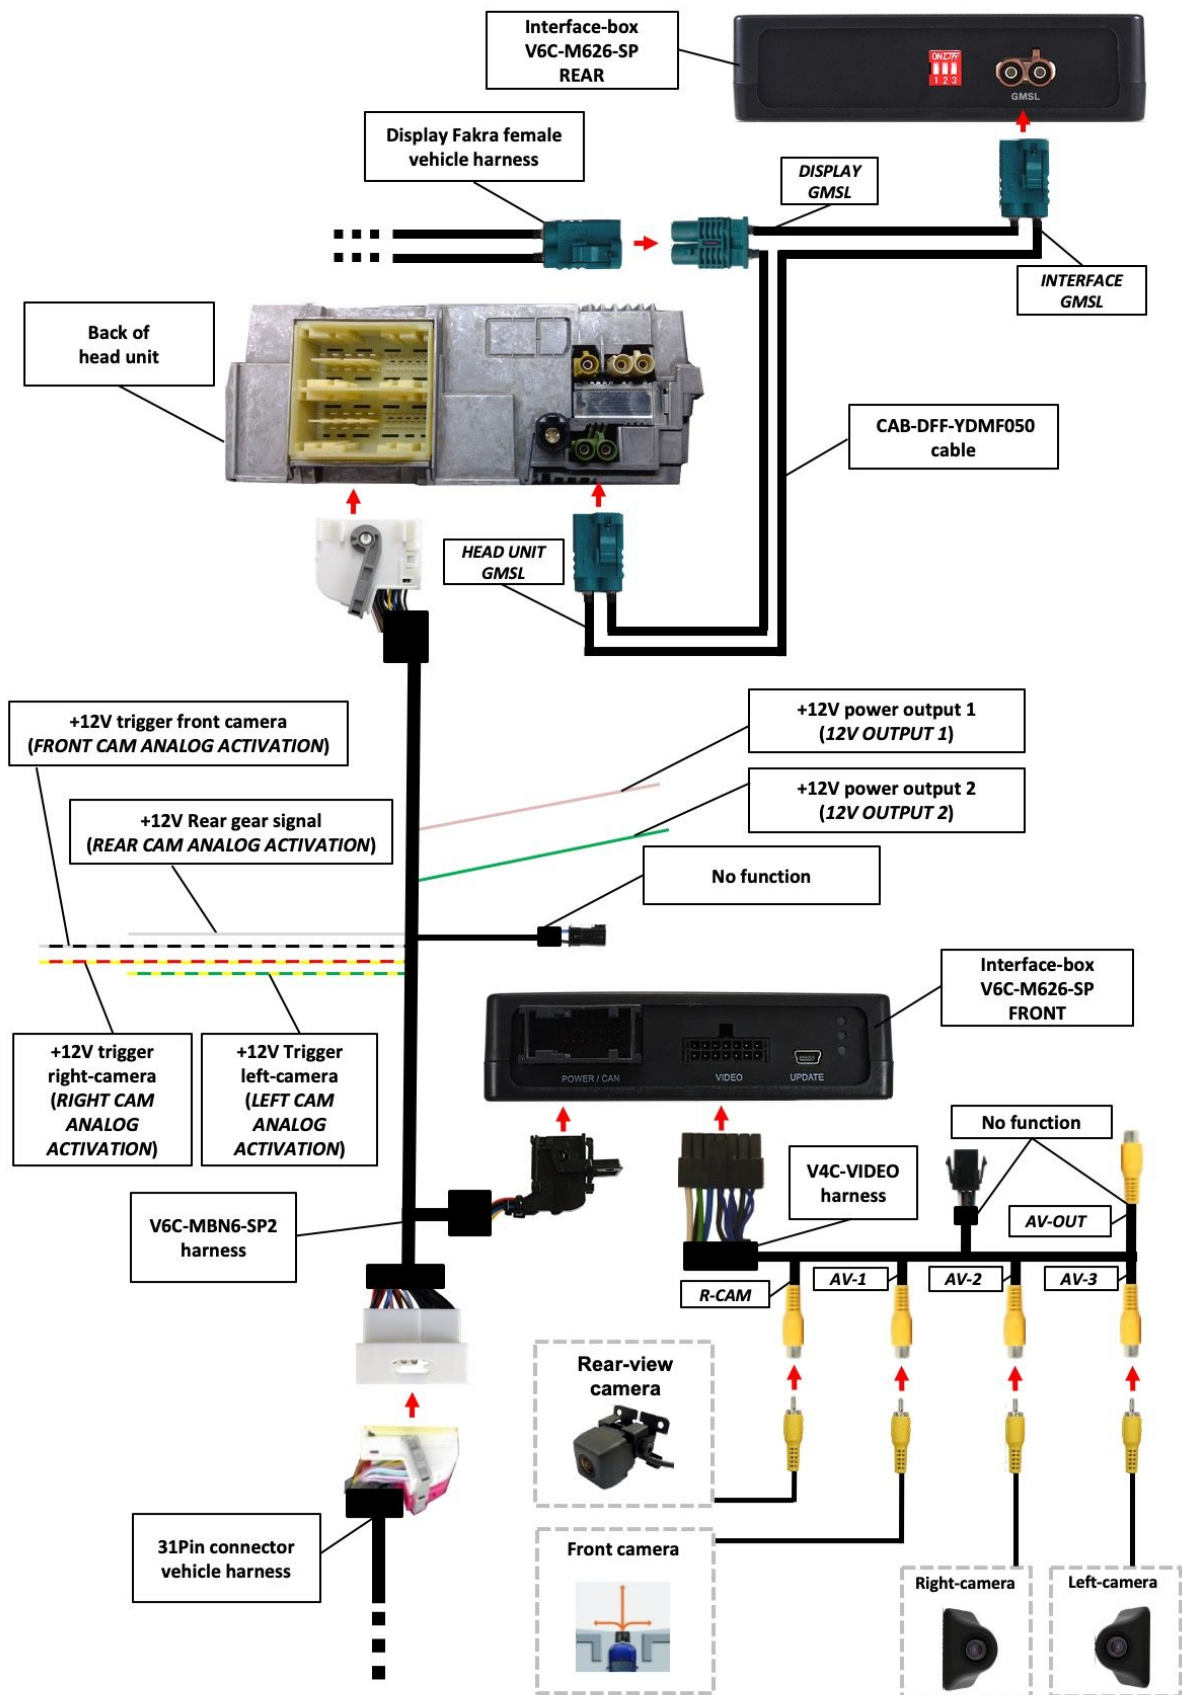 Interface-box
V6C-M626-SP
REAR
ON
1 2 3
GMSL
Display Fakra female
vehicle harness
DISPLAY
GMSL
INTERFACE
GMSL
Back of
head unit
CAB-DFF-YDMF050
cable
HEAD UNIT
GMSL
+12V trigger front camera
(FRONT CAM ANALOG ACTIVATION)
+12V power output 1
(12V OUTPUT 1)
+12V power output 2
(12V OUTPUT 2)
+12V Rear gear signal
(REAR CAM ANALOG ACTIVATION)
No function
Interface-box
V6C-M626-SP
FRONT
+12V trigger
right-camera
(RIGHT CAM
ANALOG
ACTIVATION)
+12V Trigger
left-camera
(LEFT CAM
ANALOG
ACTIVATION)
POWER / CAN
VIDEO
UPDATE
No function
V4C-VIDEO
harness
V6C-MBN6-SP2
harness
AV-OUT
R-CAM
AV-1
AV-2
AV-3
Rear-view
camera
31Pin connector
vehicle harness
Front camera
Right-camera
Left-camera